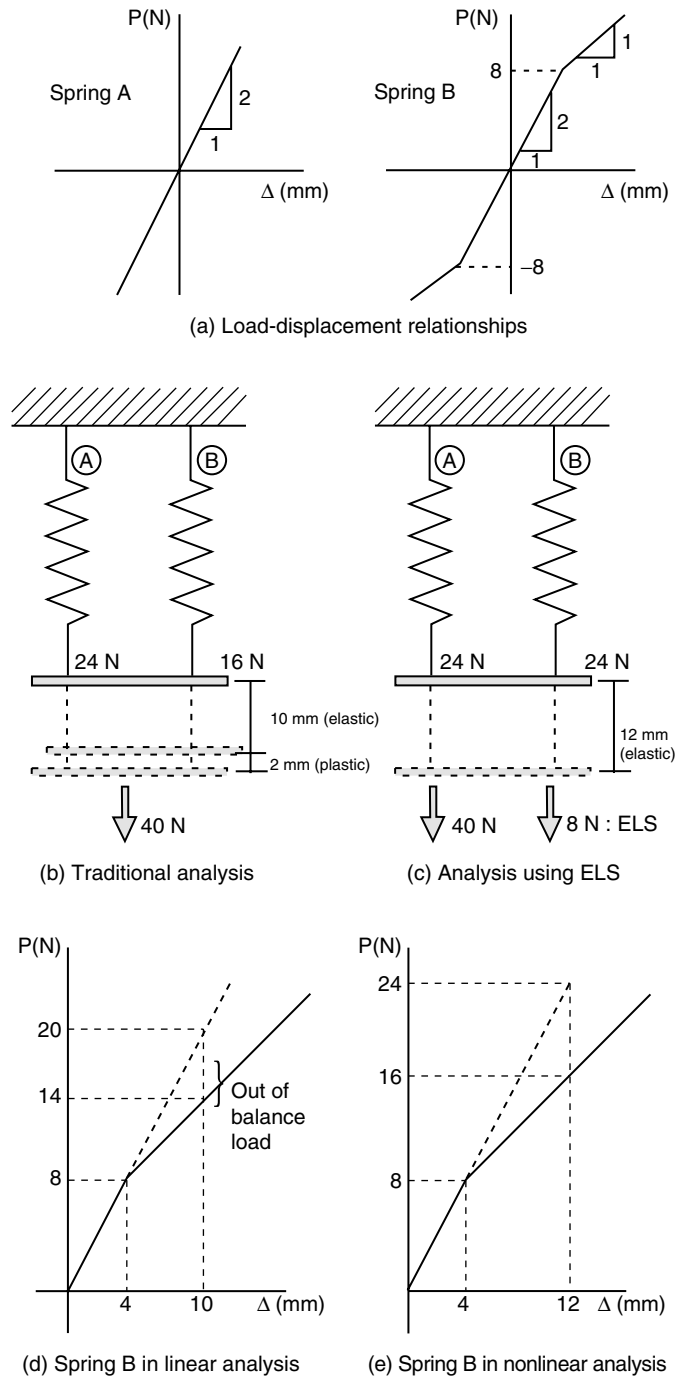 P(N)
P(N)
Spring A
2
1
Δ (mm)
Spring B
8
1
1
2
1
Δ (mm)
–8
(a) Load-displacement relationships
A
B
24 N
16 N
10 mm (elastic)
2 mm (plastic)
40 N
(b) Traditional analysis
A
B
24 N
24 N
12 mm
(elastic)
40 N
8 N : ELS
(c) Analysis using ELS
P(N)
20
14
8
Out of
balance
load
4
10
Δ (mm)
(d) Spring B in linear analysis
P(N)
24
16
8
4
12
Δ (mm)
(e) Spring B in nonlinear analysis